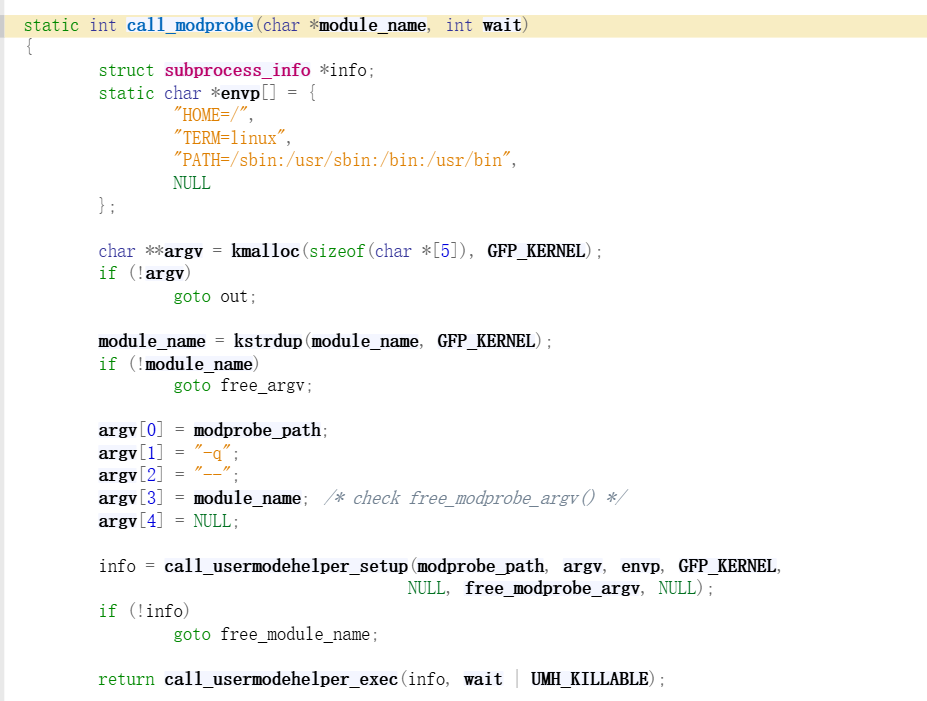 static int call_modprobe(char *module_name, int wait)
{
struct subprocess_info *info;
static char *envp[] = {
"HOME=/",
"TERM=linux",
"PATH=/sbin:/usr/sbin:/bin:/usr/bin",
NULL
};
char **argv = kmalloc(sizeof(char *[5]), GFP_KERNEL);
if (!argv)
goto out;
module_name = kstrdup(module_name, GFP_KERNEL);
if (!module_name)
goto free_argv;
argv[0] = modprobe_path;
argv[1] = "-q";
argv[2] = "--";
argv[3] = module_name; /* check free_modprobe_argv() */
argv[4] = NULL;
info = call_usermodehelper_setup(modprobe_path, argv, envp, GFP_KERNEL,
NULL, free_modprobe_argv, NULL);
if (!info)
goto free_module_name;
return call_usermodehelper_exec(info, wait | UMH_KILLABLE);